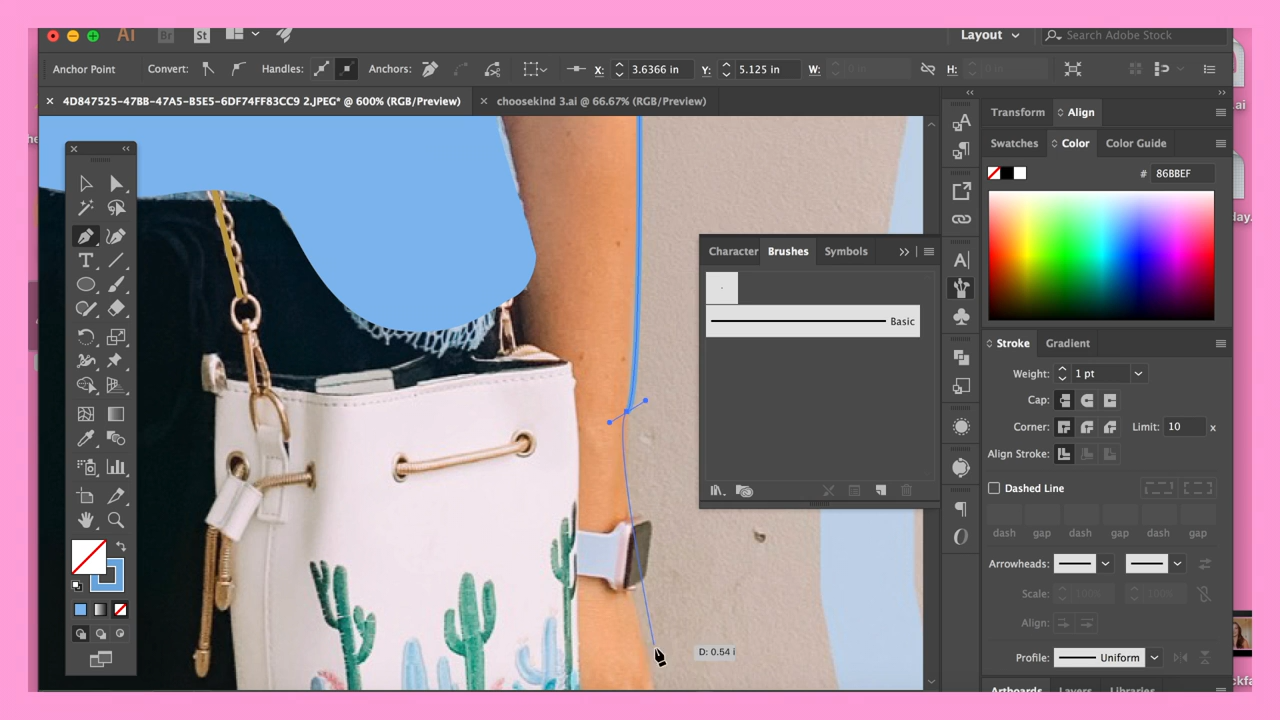 Ai Br St Layout Search Adobe Stock
Anchor Point Convert: Handles: Anchors: X: 3.6366 in Y: 5.125 in W: 0 in H: 0 in
4D847525-47BB-47A5-B5E5-6DF74FF83CC9 2.JPEG* @ 600% (RGB/Preview) choosekind 3.ai @ 66.67% (RGB/Preview)
.ai
Transform Align
Swatches Color Color Guide
# 86BBEF
day.
Character Brushes Symbols
Basic
Stroke Gradient
Weight: 1 pt
Cap:
Corner: Limit: 10 x
Align Stroke:
Dashed Line
dash gap dash gap dash gap
Arrowheads:
Scale: 100% 100%
Align:
Profile: Uniform
D: 0.54 i
Artboards Layers Libraries